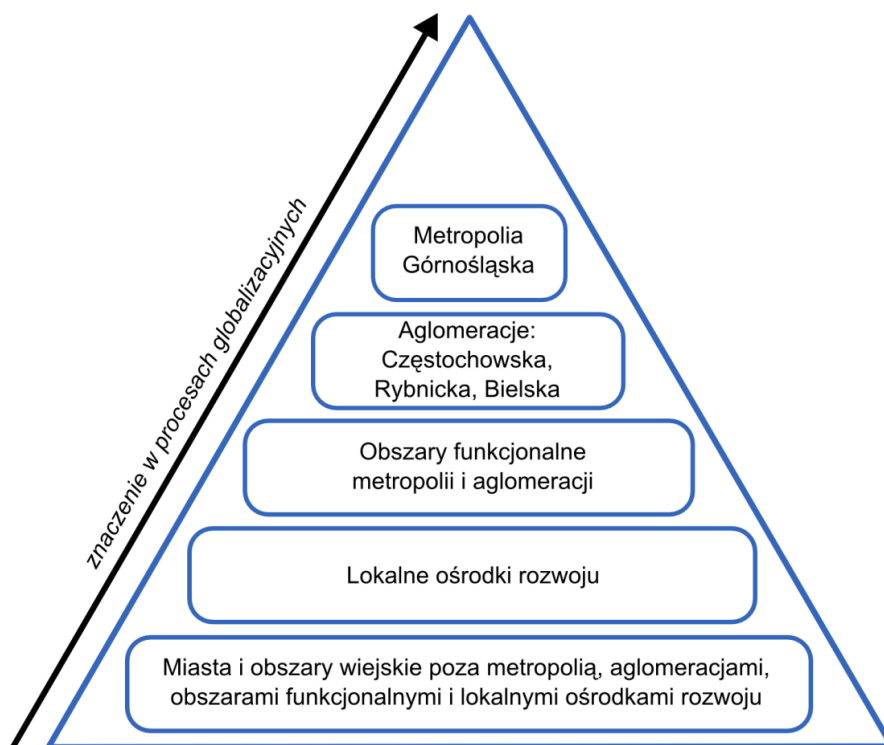 znaczenie w procesach globalizacyjnych
Metropolia
Górnośląska
Aglomeracje:
Częstochowska,
Rybnicka, Bielska
Obszary funkcjonalne
metropolii i aglomeracji
Lokalne ośrodki rozwoju
Miasta i obszary wiejskie poza metropolią, aglomeracjami,
obszarami funkcjonalnymi i lokalnymi ośrodkami rozwoju